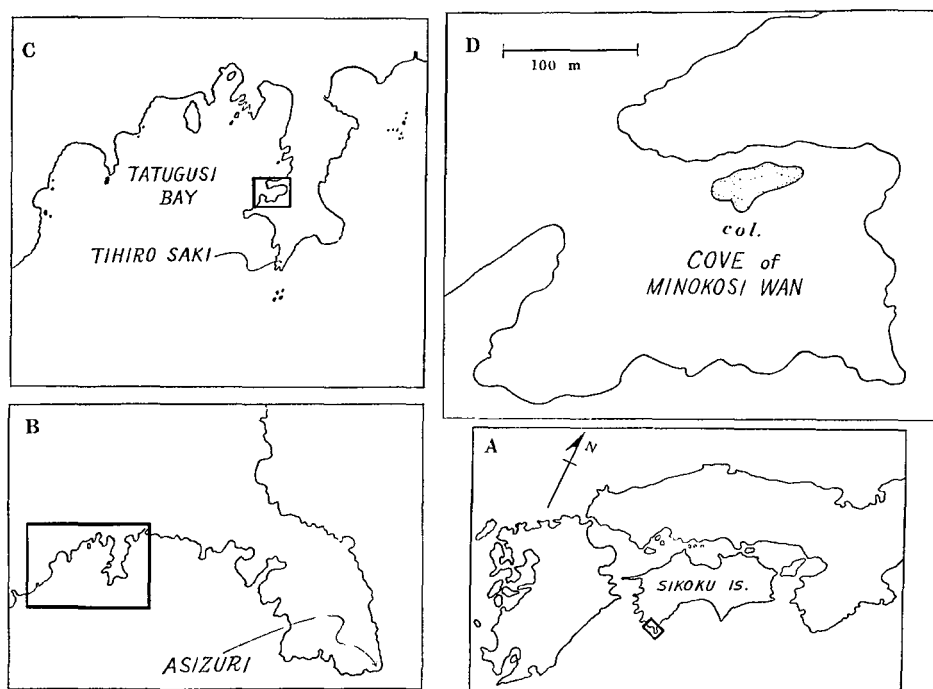 C
TATUGUSI
BAY
TIHIRO SAKI
D
100 m
col.
COVE of
MINOKOSI WAN
B
ASIZURI
A
N
SIKOKU IS.